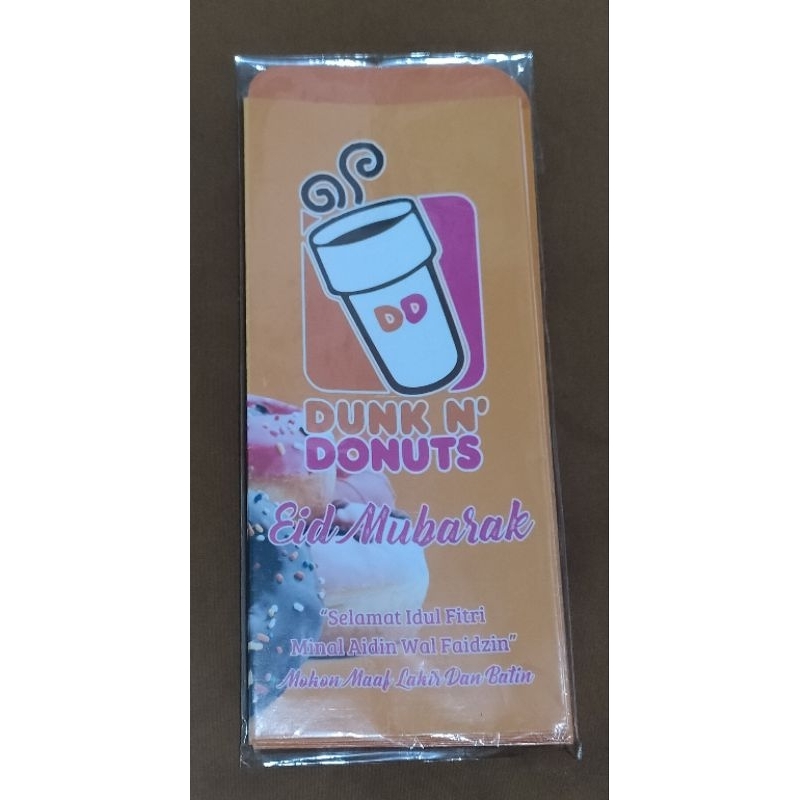 DD
DUNK N'
DONUTS
Eid Mubarak
"Selamat Idul Fitri
Minal Aidin Wal Faidzin"
Mohon Maaf Lahir Dan Batin